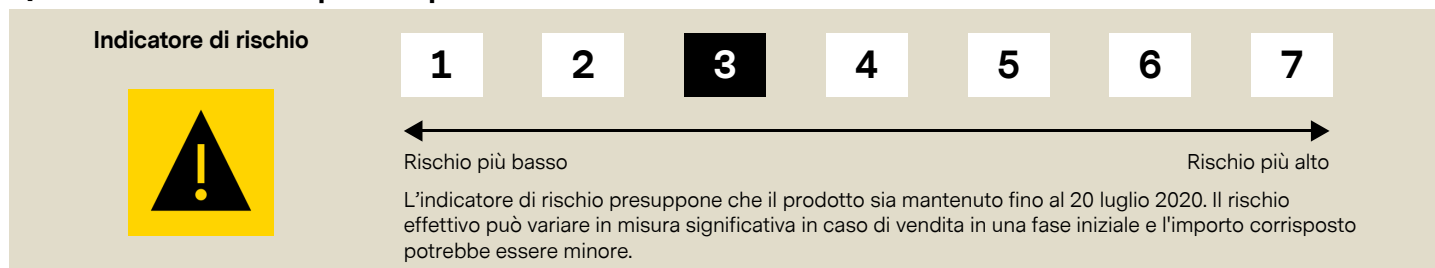 Indicatore di rischio
1 2 3 4 5 6 7
Rischio più basso Rischio più alto
L'indicatore di rischio presuppone che il prodotto sia mantenuto fino al 20 luglio 2020. Il rischio
effettivo può variare in misura significativa in caso di vendita in una fase iniziale e l'importo corrisposto
potrebbe essere minore.